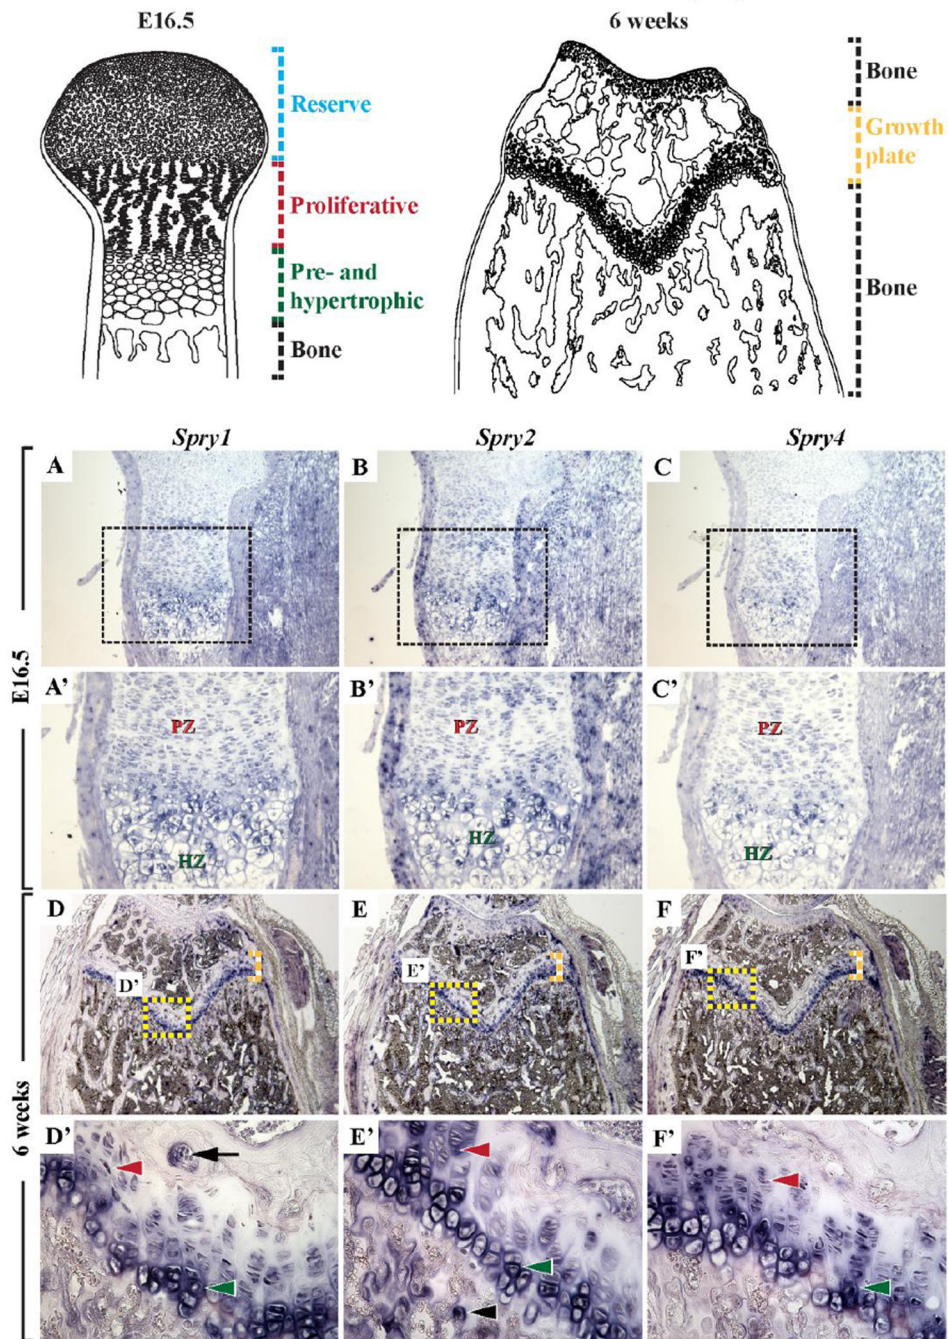 E16.5
6 weeks
Reserve
Proliferative
Pre- and
hypertrophic
Bone
Bone
Growth
plate
Bone
Spry1
Spry2
Spry4
E16.5
A
B
C
A’
PZ
HZ
B’
PZ
HZ
C’
PZ
HZ
6 weeks
D
D’
E
E’
F
F’
D’
E’
F’